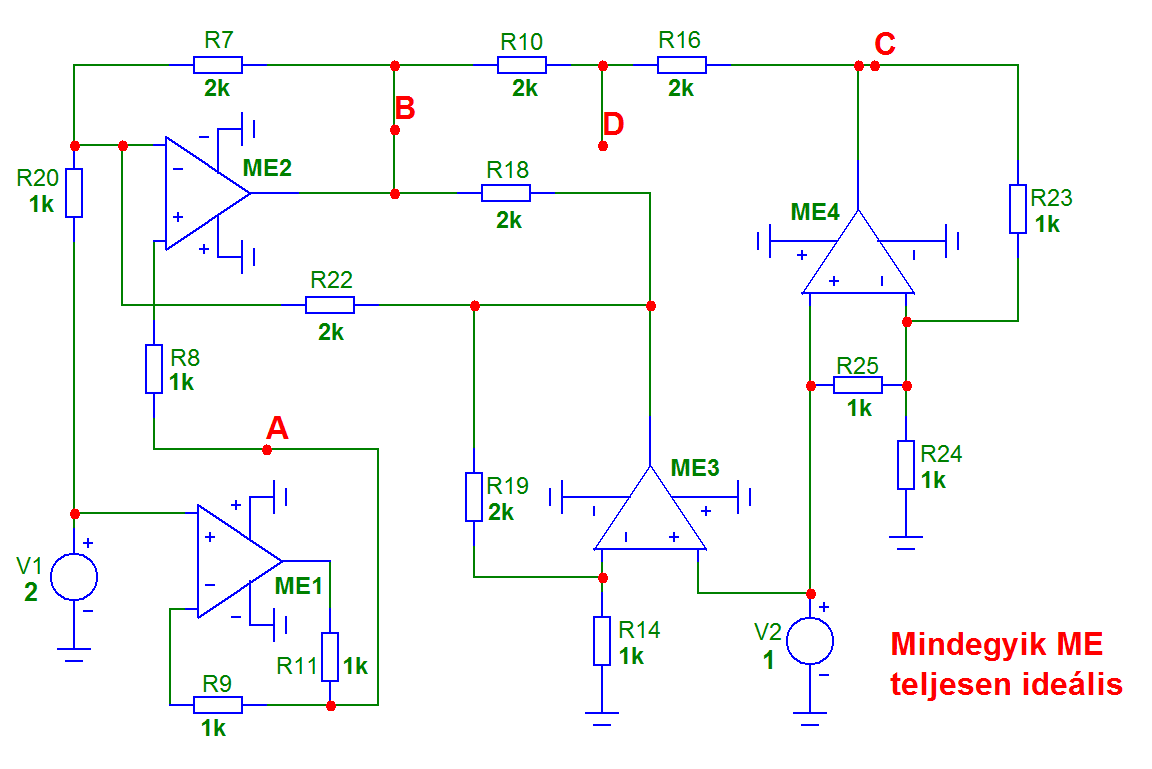 R7
2k
R10
2k
R16
2k
C
B
D
R20
1k
ME2
R18
2k
ME4
R23
1k
R22
2k
R8
1k
R25
1k
A
R24
1k
R19
2k
ME3
V1
2
ME1
R11
1k
R14
1k
V2
1
R9
1k
Mindegyik ME
teljesen ideális